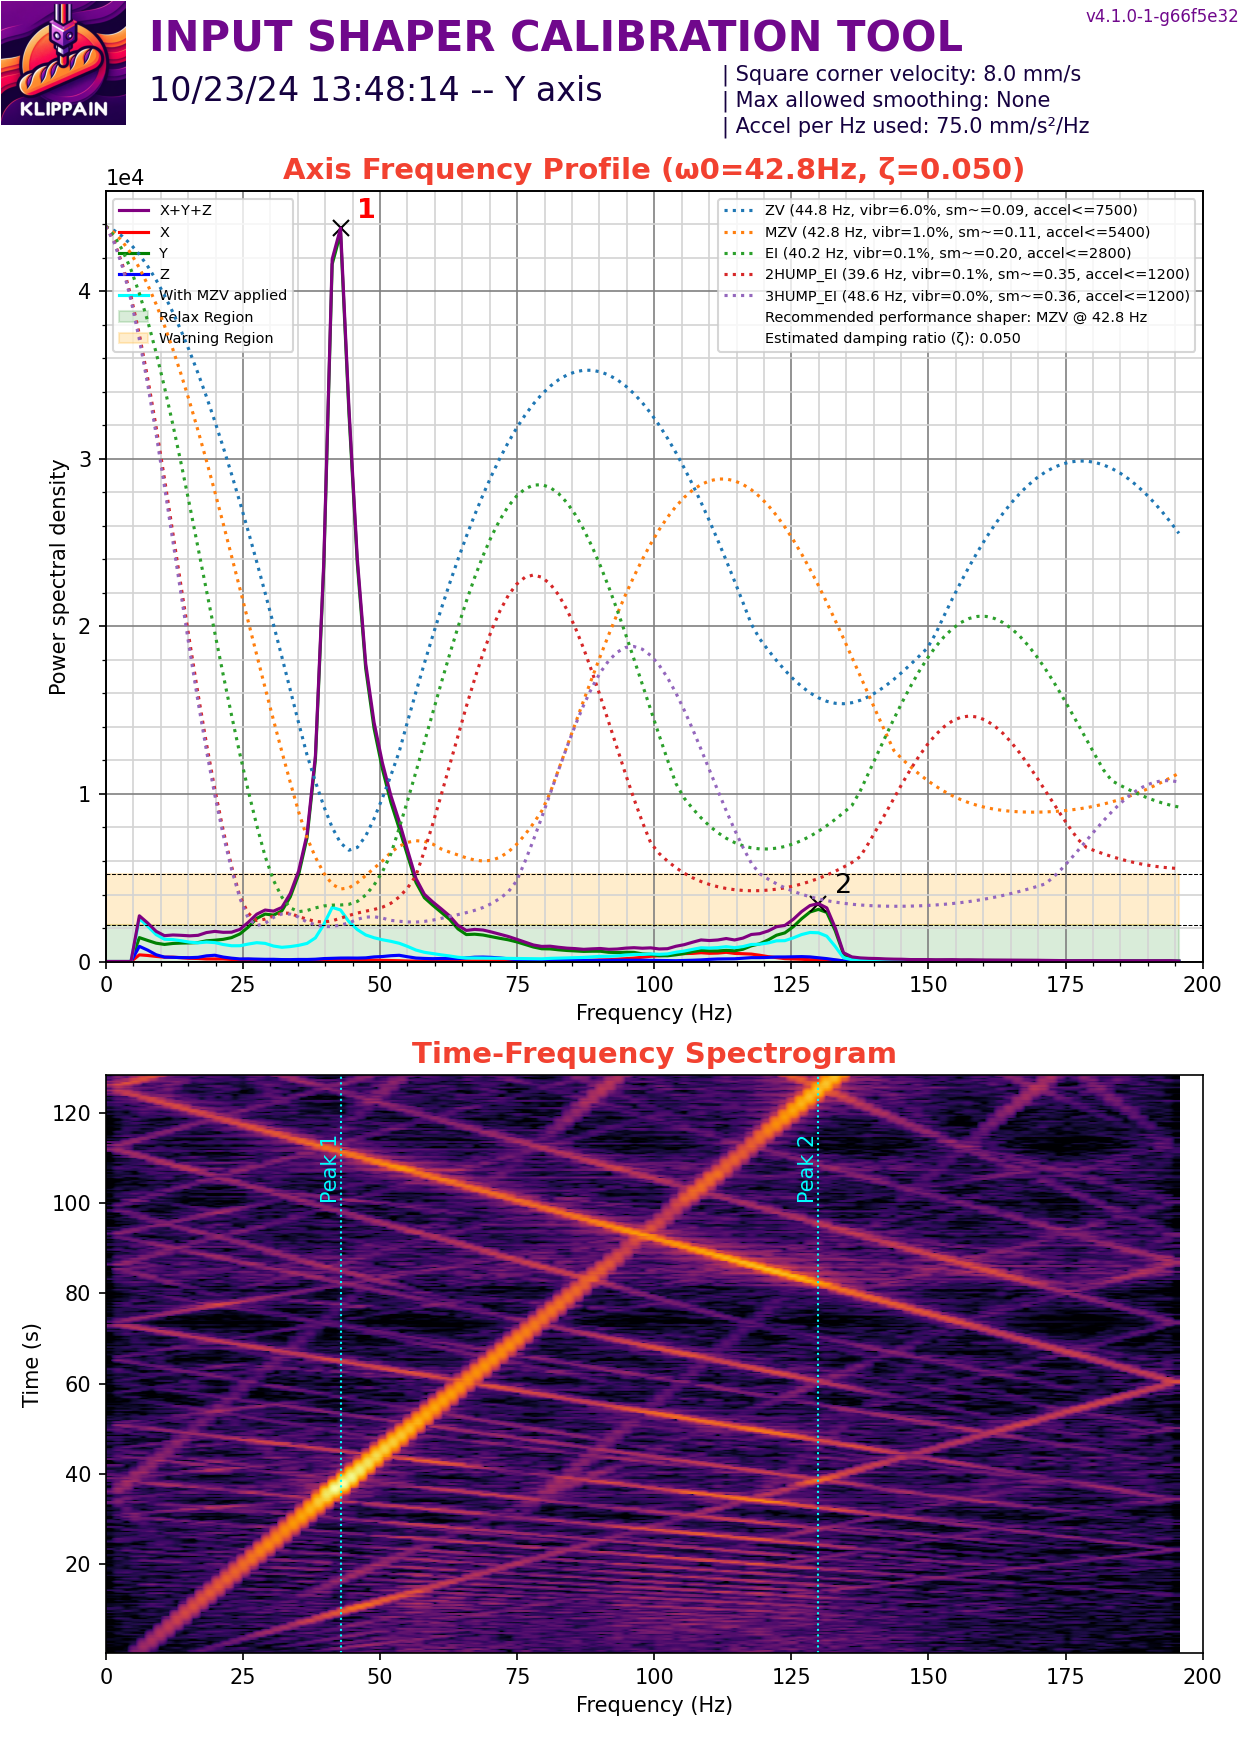 v4.1.0-1-g66f5e32
INPUT SHAPER CALIBRATION TOOL
10/23/24 13:48:14 -- Y axis
| Square corner velocity: 8.0 mm/s
| Max allowed smoothing: None
| Accel per Hz used: 75.0 mm/s²/Hz
KLIPPAIN
Axis Frequency Profile (ω0=42.8Hz, ζ=0.050)
1e4
X+Y+Z
X
Y
Z
With MZV applied
Relax Region
Warning Region
1
ZV (44.8 Hz, vibr=6.0%, sm~=0.09, accel<=7500)
MZV (42.8 Hz, vibr=1.0%, sm~=0.11, accel<=5400)
EI (40.2 Hz, vibr=0.1%, sm~=0.20, accel<=2800)
2HUMP_EI (39.6 Hz, vibr=0.1%, sm~=0.35, accel<=1200)
3HUMP_EI (48.6 Hz, vibr=0.0%, sm~=0.36, accel<=1200)
Recommended performance shaper: MZV @ 42.8 Hz
Estimated damping ratio (ζ): 0.050
4
3
2
1
0
Power spectral density
2
0 25 50 75 100 125 150 175 200
Frequency (Hz)
Time-Frequency Spectrogram
120
100
80
60
40
20
Time (s)
Peak 1
Peak 2
0 25 50 75 100 125 150 175 200
Frequency (Hz)